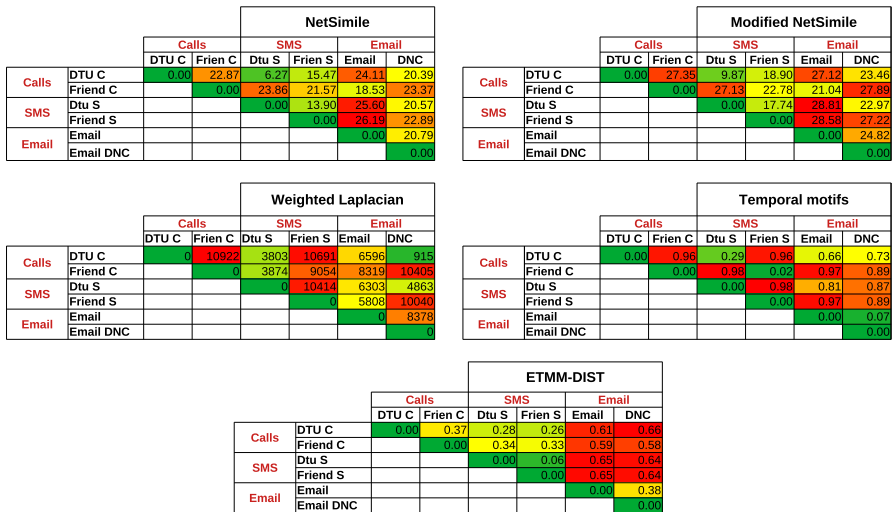 NetSimile
Calls SMS Email
DTU C Frien C Dtu S Frien S Email DNC
Calls DTU C 0.00 22.87 6.27 15.47 24.11 20.39
Friend C 0.00 23.86 21.57 18.53 23.37
SMS Dtu S 0.00 13.90 25.60 20.57
Friend S 0.00 26.19 22.89
Email Email 0.00 20.79
Email DNC 0.00
Modified NetSimile
Calls SMS Email
DTU C Frien C Dtu S Frien S Email DNC
Calls DTU C 0.00 27.35 9.87 18.90 27.12 23.46
Friend C 0.00 27.13 22.78 21.04 27.89
SMS Dtu S 0.00 17.74 28.81 22.97
Friend S 0.00 28.58 27.22
Email Email 0.00 24.82
Email DNC 0.00
Weighted Laplacian
Calls SMS Email
DTU C Frien C Dtu S Frien S Email DNC
Calls DTU C 0 10922 3803 10691 6596 915
Friend C 0 3874 9054 8319 10405
SMS Dtu S 0 10414 6303 4863
Friend S 0 5808 10040
Email Email 0 8378
Email DNC 0
Temporal motifs
Calls SMS Email
DTU C Frien C Dtu S Frien S Email DNC
Calls DTU C 0.00 0.96 0.29 0.96 0.66 0.73
Friend C 0.00 0.98 0.02 0.97 0.89
SMS Dtu S 0.00 0.98 0.81 0.87
Friend S 0.00 0.97 0.89
Email Email 0.00 0.07
Email DNC 0.00
ETMM-DIST
Calls SMS Email
DTU C Frien C Dtu S Frien S Email DNC
Calls DTU C 0.00 0.37 0.28 0.26 0.61 0.66
Friend C 0.00 0.34 0.33 0.59 0.58
SMS Dtu S 0.00 0.06 0.65 0.64
Friend S 0.00 0.65 0.64
Email Email 0.00 0.38
Email DNC 0.00